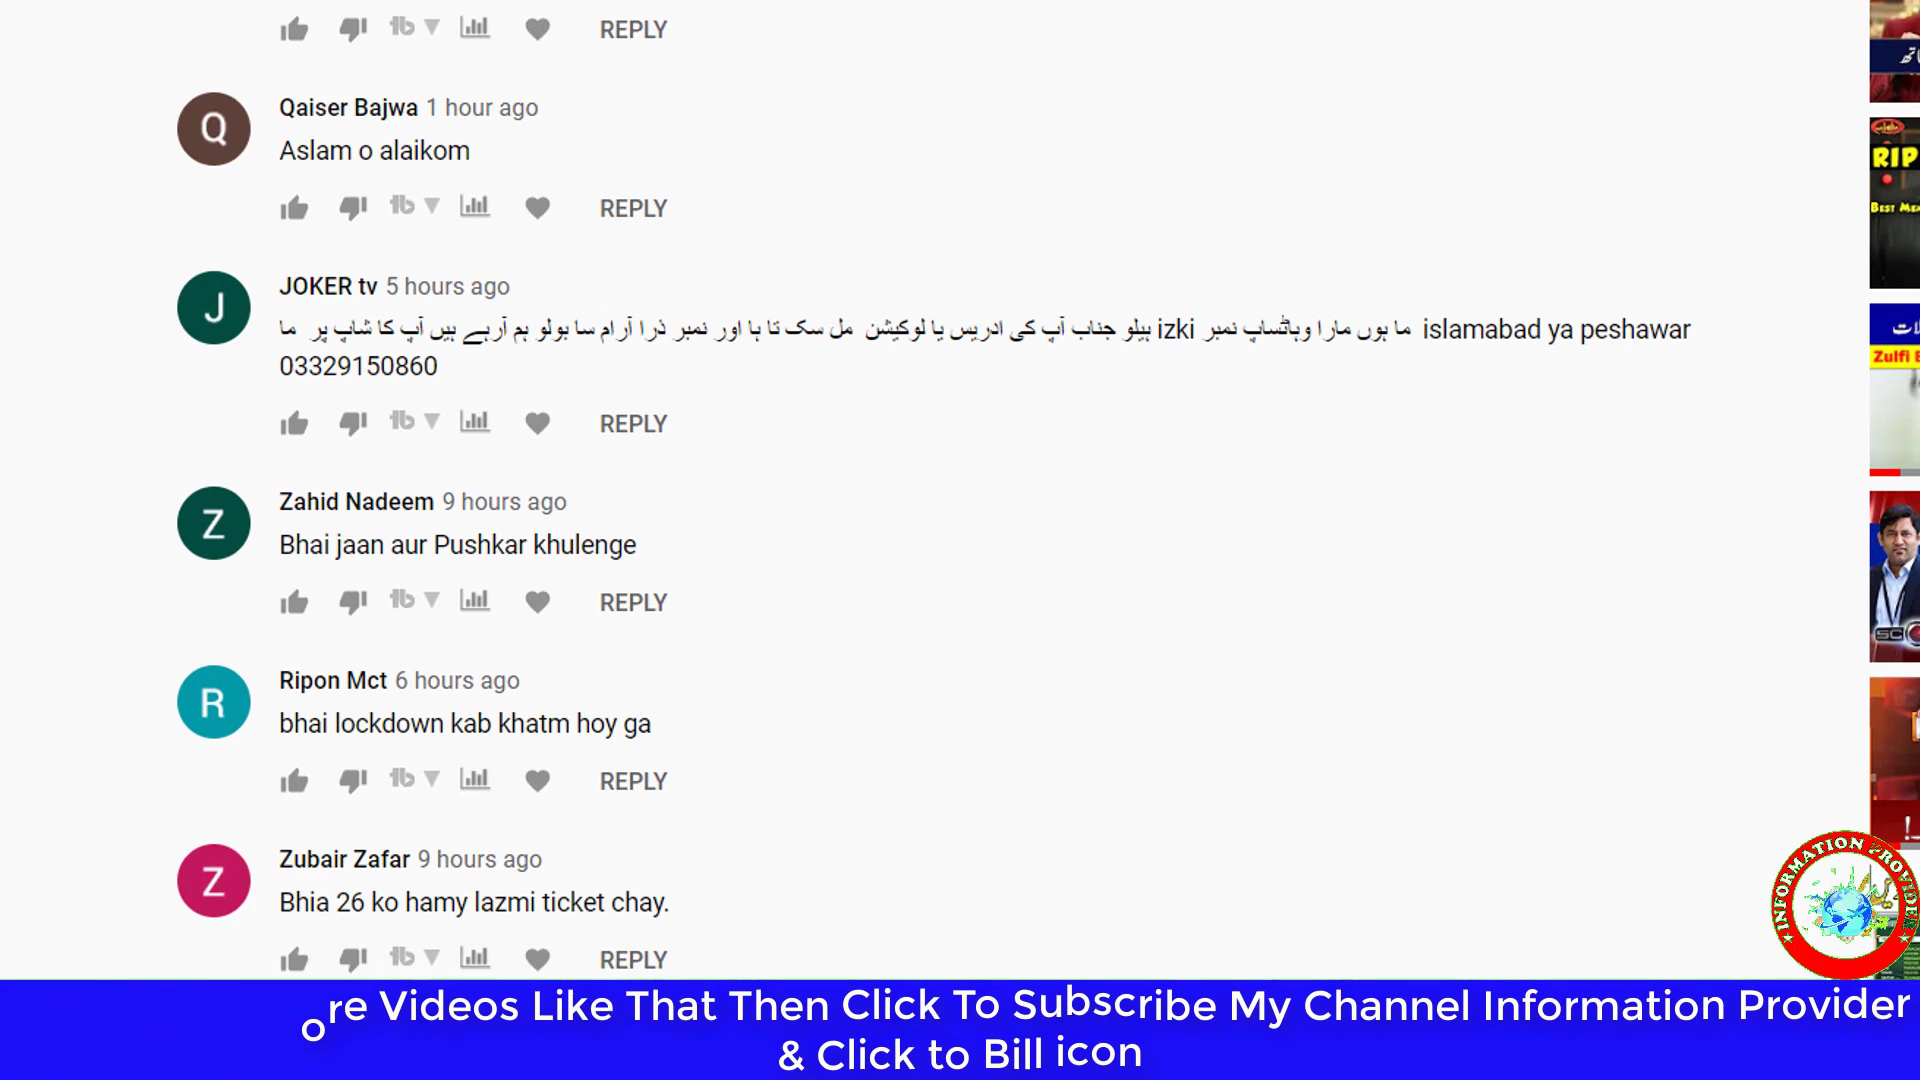 REPLY
Qaiser Bajwa 1 hour ago
Aslam o alaikom
REPLY
JOKER tv 5 hours ago
ہیلو جناب آپ کی ادریس یا لوکیشن مل سک تا ہا اور نمبر ذرا آرام سا بولو ہم آرہے ہیں آپ کا شاپ پر ما izki ما ہوں مارا وہاٹساپ نمبر islamabad ya peshawar
03329150860
REPLY
Zahid Nadeem 9 hours ago
Bhai jaan aur Pushkar khulenge
REPLY
Ripon Mct 6 hours ago
bhai lockdown kab khatm hoy ga
REPLY
Zubair Zafar 9 hours ago
Bhia 26 ko hamy lazmi ticket chay.
REPLY
RIP
BEST
Zulfi
INFORMATION PROVIDER
ore Videos Like That Then Click To Subscribe My Channel Information Provider
& Click to Bill icon